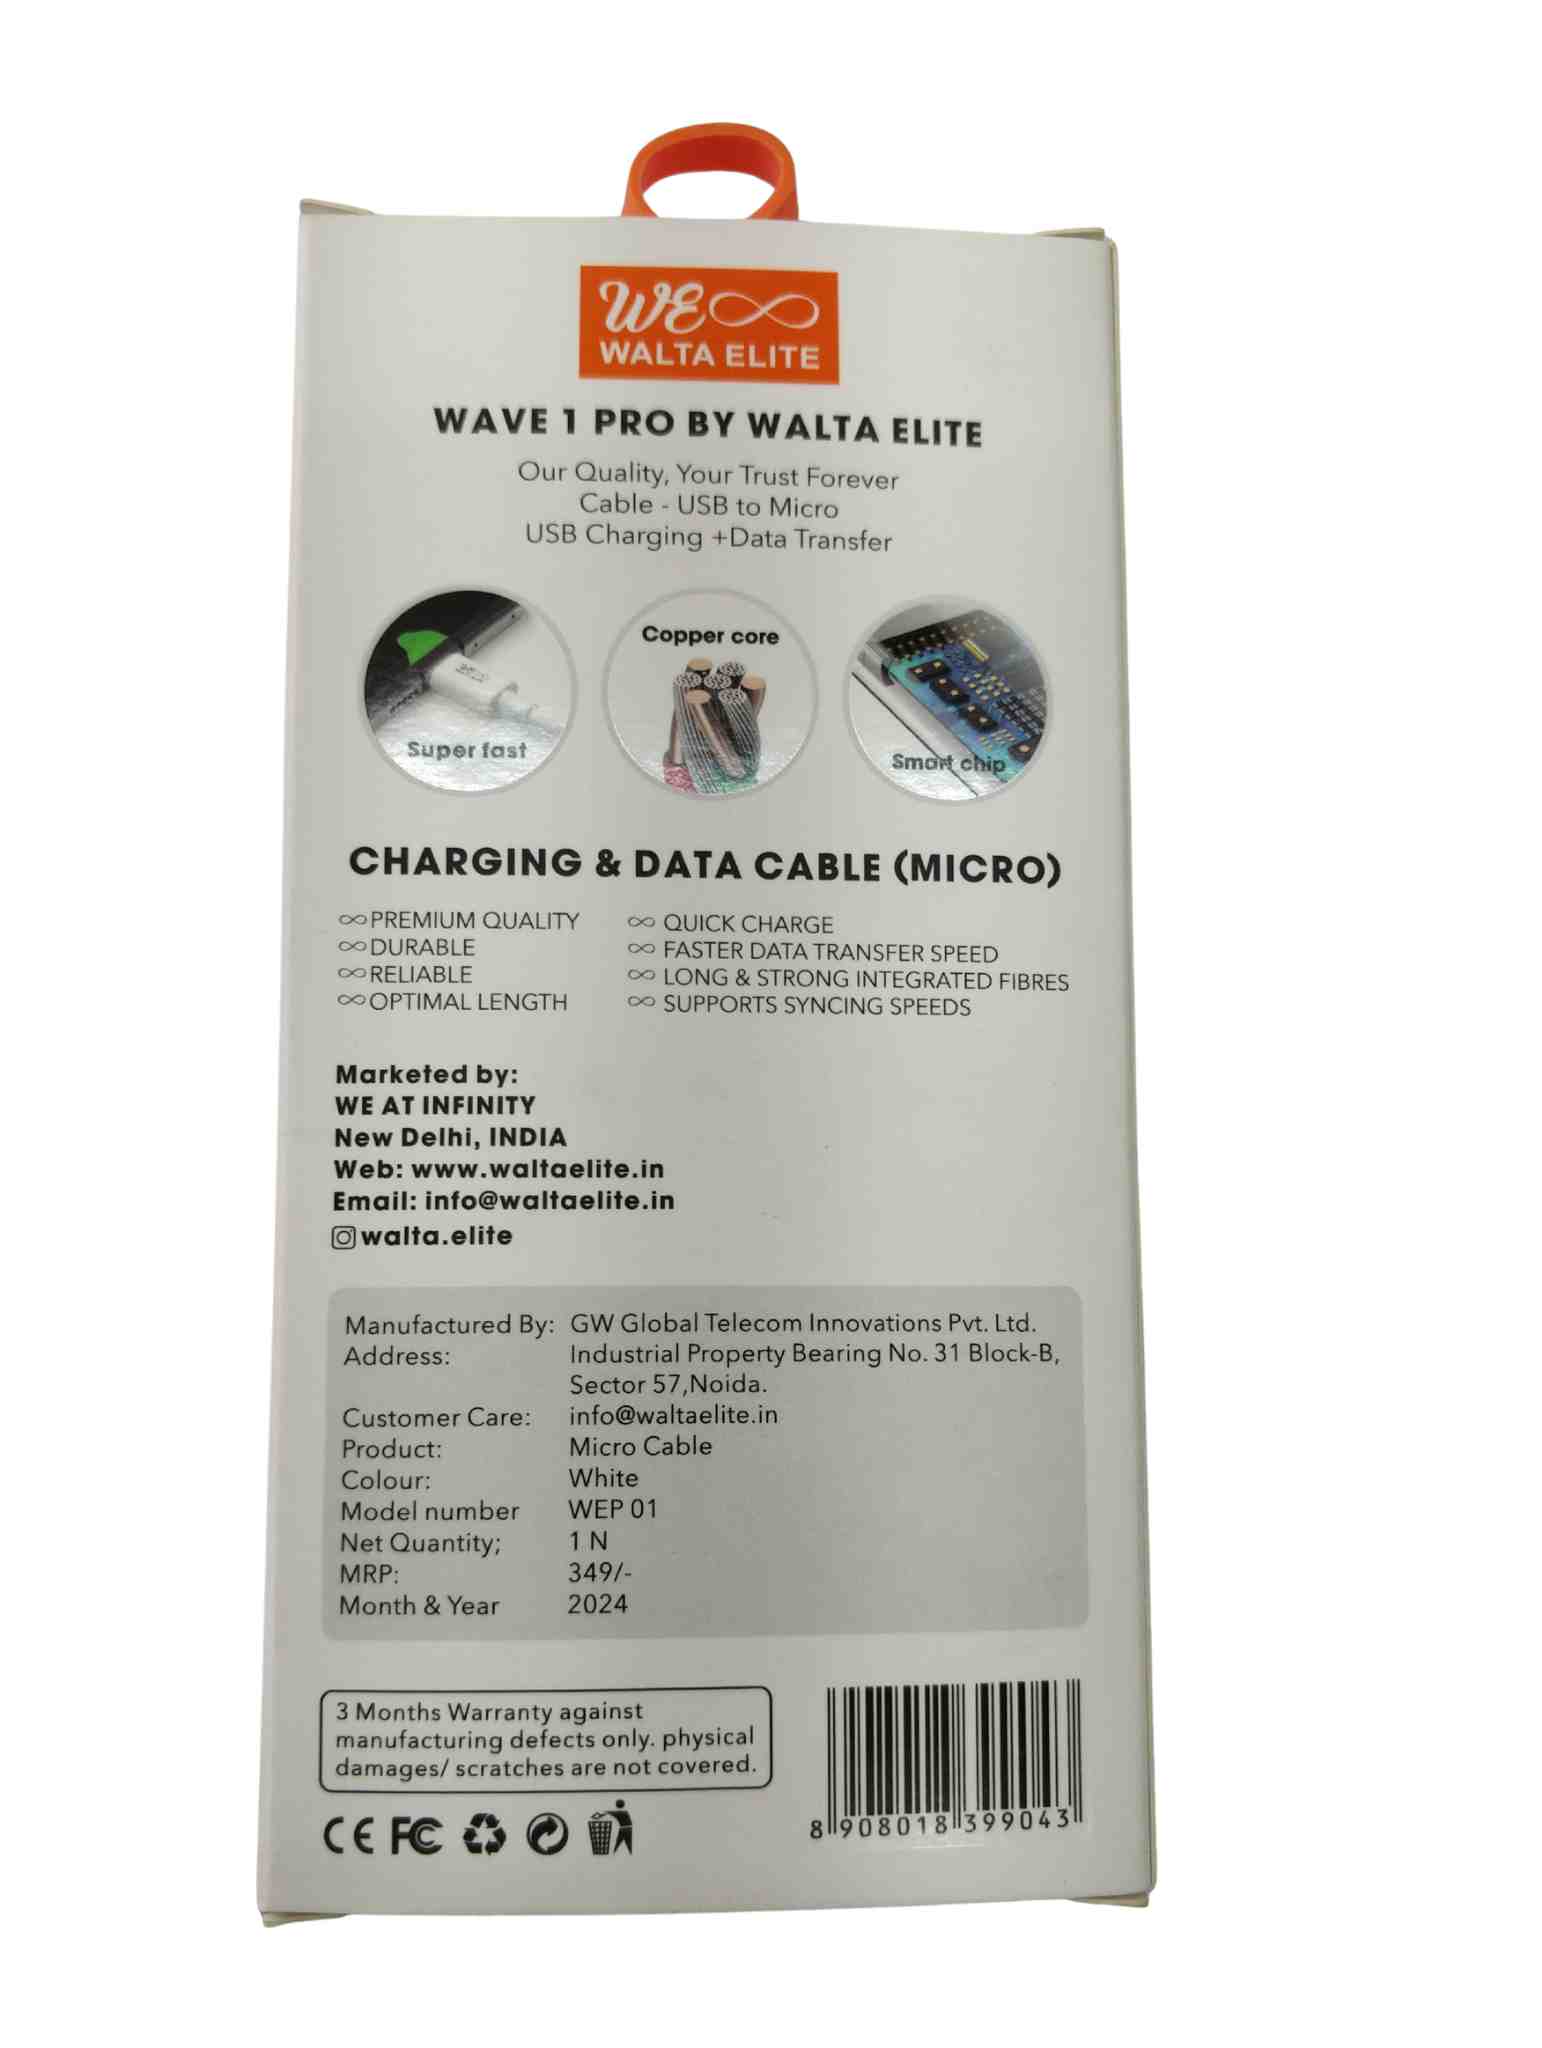 WE
WALTA ELITE
WAVE 1 PRO BY WALTA ELITE
Our Quality, Your Trust Forever
Cable - USB to Micro
USB Charging +Data Transfer
Super fast
Copper core
Smart chip
CHARGING & DATA CABLE (MICRO)
∞ PREMIUM QUALITY
∞ DURABLE
∞ RELIABLE
∞ OPTIMAL LENGTH
∞ QUICK CHARGE
∞ FASTER DATA TRANSFER SPEED
∞ LONG & STRONG INTEGRATED FIBRES
∞ SUPPORTS SYNCING SPEEDS
Marketed by:
WE AT INFINITY
New Delhi, INDIA
Web: www.waltaelite.in
Email: info@waltaelite.in
walta.elite
Manufactured By: GW Global Telecom Innovations Pvt. Ltd.
Address: Industrial Property Bearing No. 31 Block-B,
Sector 57,Noida.
Customer Care: info@waltaelite.in
Product: Micro Cable
Colour: White
Model number WEP 01
Net Quantity; 1 N
MRP: 349/-
Month & Year 2024
3 Months Warranty against
manufacturing defects only. physical
damages/ scratches are not covered.
CE FC
8 908018 399043